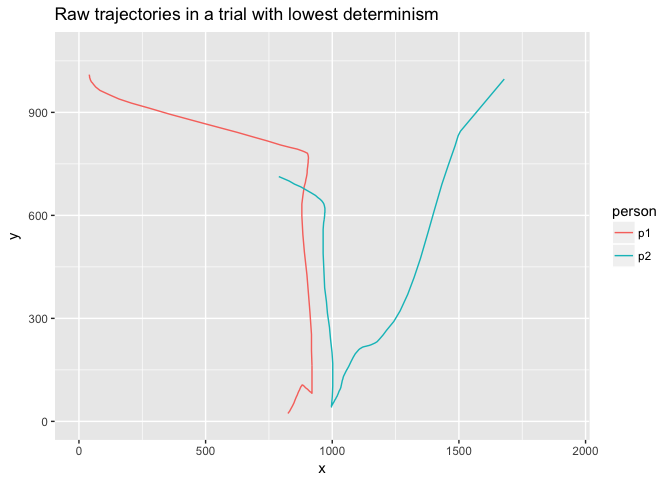 Raw trajectories in a trial with lowest determinism
y
900
600
300
0
0
500
1000
1500
2000
x
person
p1
p2